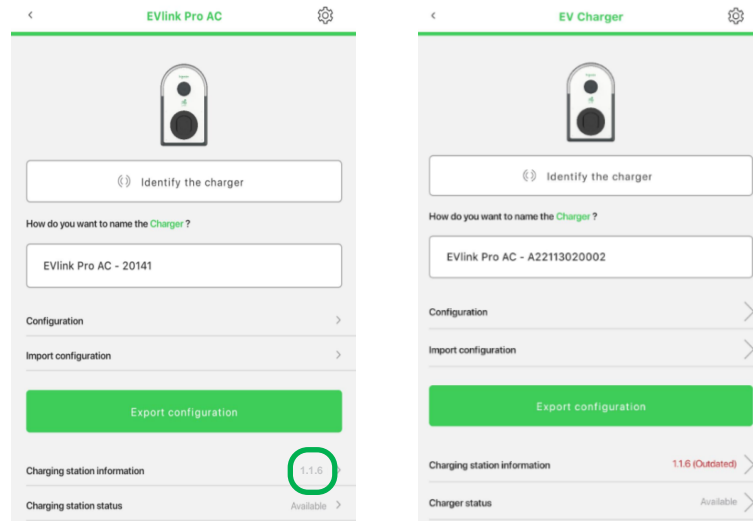 EVlink Pro AC
Identify the charger
How do you want to name the Charger ?
EVlink Pro AC - 20141
Configuration
Import configuration
Export configuration
Charging station information 1.1.6
Charging station status Available
EV Charger
Identify the charger
How do you want to name the Charger ?
EVlink Pro AC - A22113020002
Configuration
Import configuration
Export configuration
Charging station information 1.1.6 (Outdated)
Charger status Available